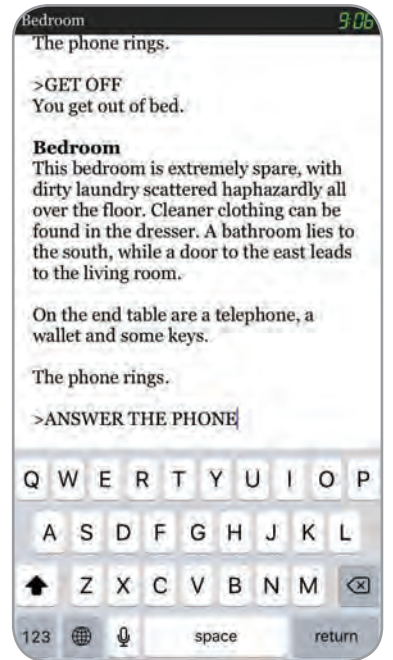 Bedroom 9:06
The phone rings.
>GET OFF
You get out of bed.
Bedroom
This bedroom is extremely spare, with
dirty laundry scattered haphazardly all
over the floor. Cleaner clothing can be
found in the dresser. A bathroom lies to
the south, while a door to the east leads
to the living room.
On the end table are a telephone, a
wallet and some keys.
The phone rings.
>ANSWER THE PHONE
Q W E R T Y U I O P
A S D F G H J K L
Z X C V B N M
123 space return